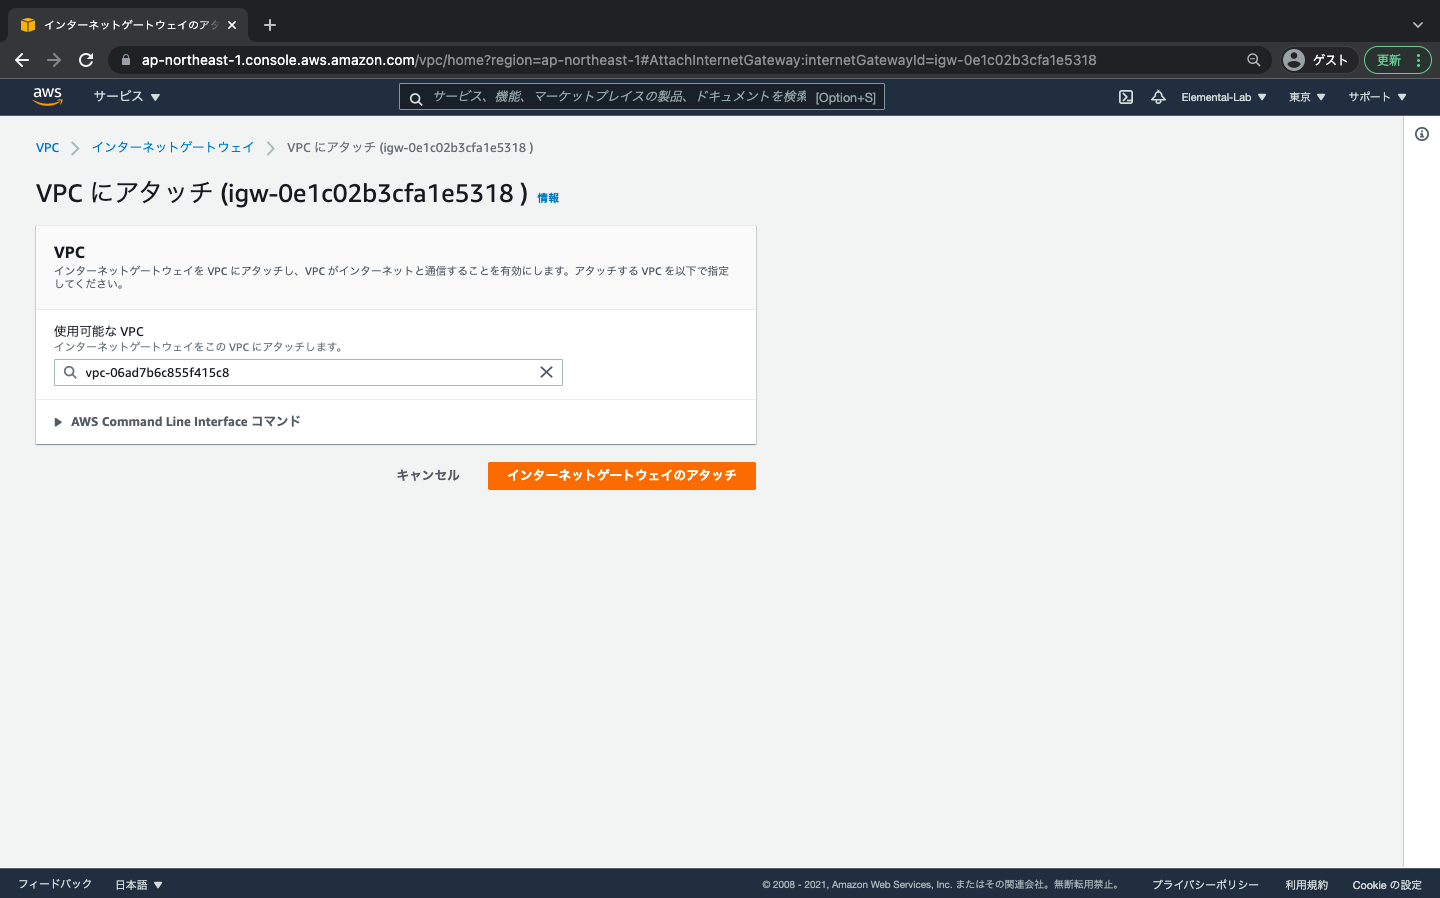 インターネットゲートウェイのアタ
ap-northeast-1.console.aws.amazon.com/vpc/home?region=ap-northeast-1#AttachInternetGateway:internetGatewayId=igw-0e1c02b3cfa1e5318
ゲスト
更新
aws
サービス
サービス、機能、マーケットプレイスの製品、ドキュメントを検索 [Option+S]
Elemental-Lab
東京
サポート
VPC
インターネットゲートウェイ
VPC にアタッチ (igw-0e1c02b3cfa1e5318 )
VPC にアタッチ (igw-0e1c02b3cfa1e5318 ) 情報
VPC
インターネットゲートウェイを VPC にアタッチし、VPC がインターネットと通信することを有効にします。アタッチする VPC を以下で指定
してください。
使用可能な VPC
インターネットゲートウェイをこの VPC にアタッチします。
vpc-06ad7b6c855f415c8
AWS Command Line Interface コマンド
キャンセル
インターネットゲートウェイのアタッチ
フィードバック
日本語
© 2008 - 2021, Amazon Web Services, Inc. またはその関連会社。無断転用禁止。
プライバシーポリシー
利用規約
Cookie の設定